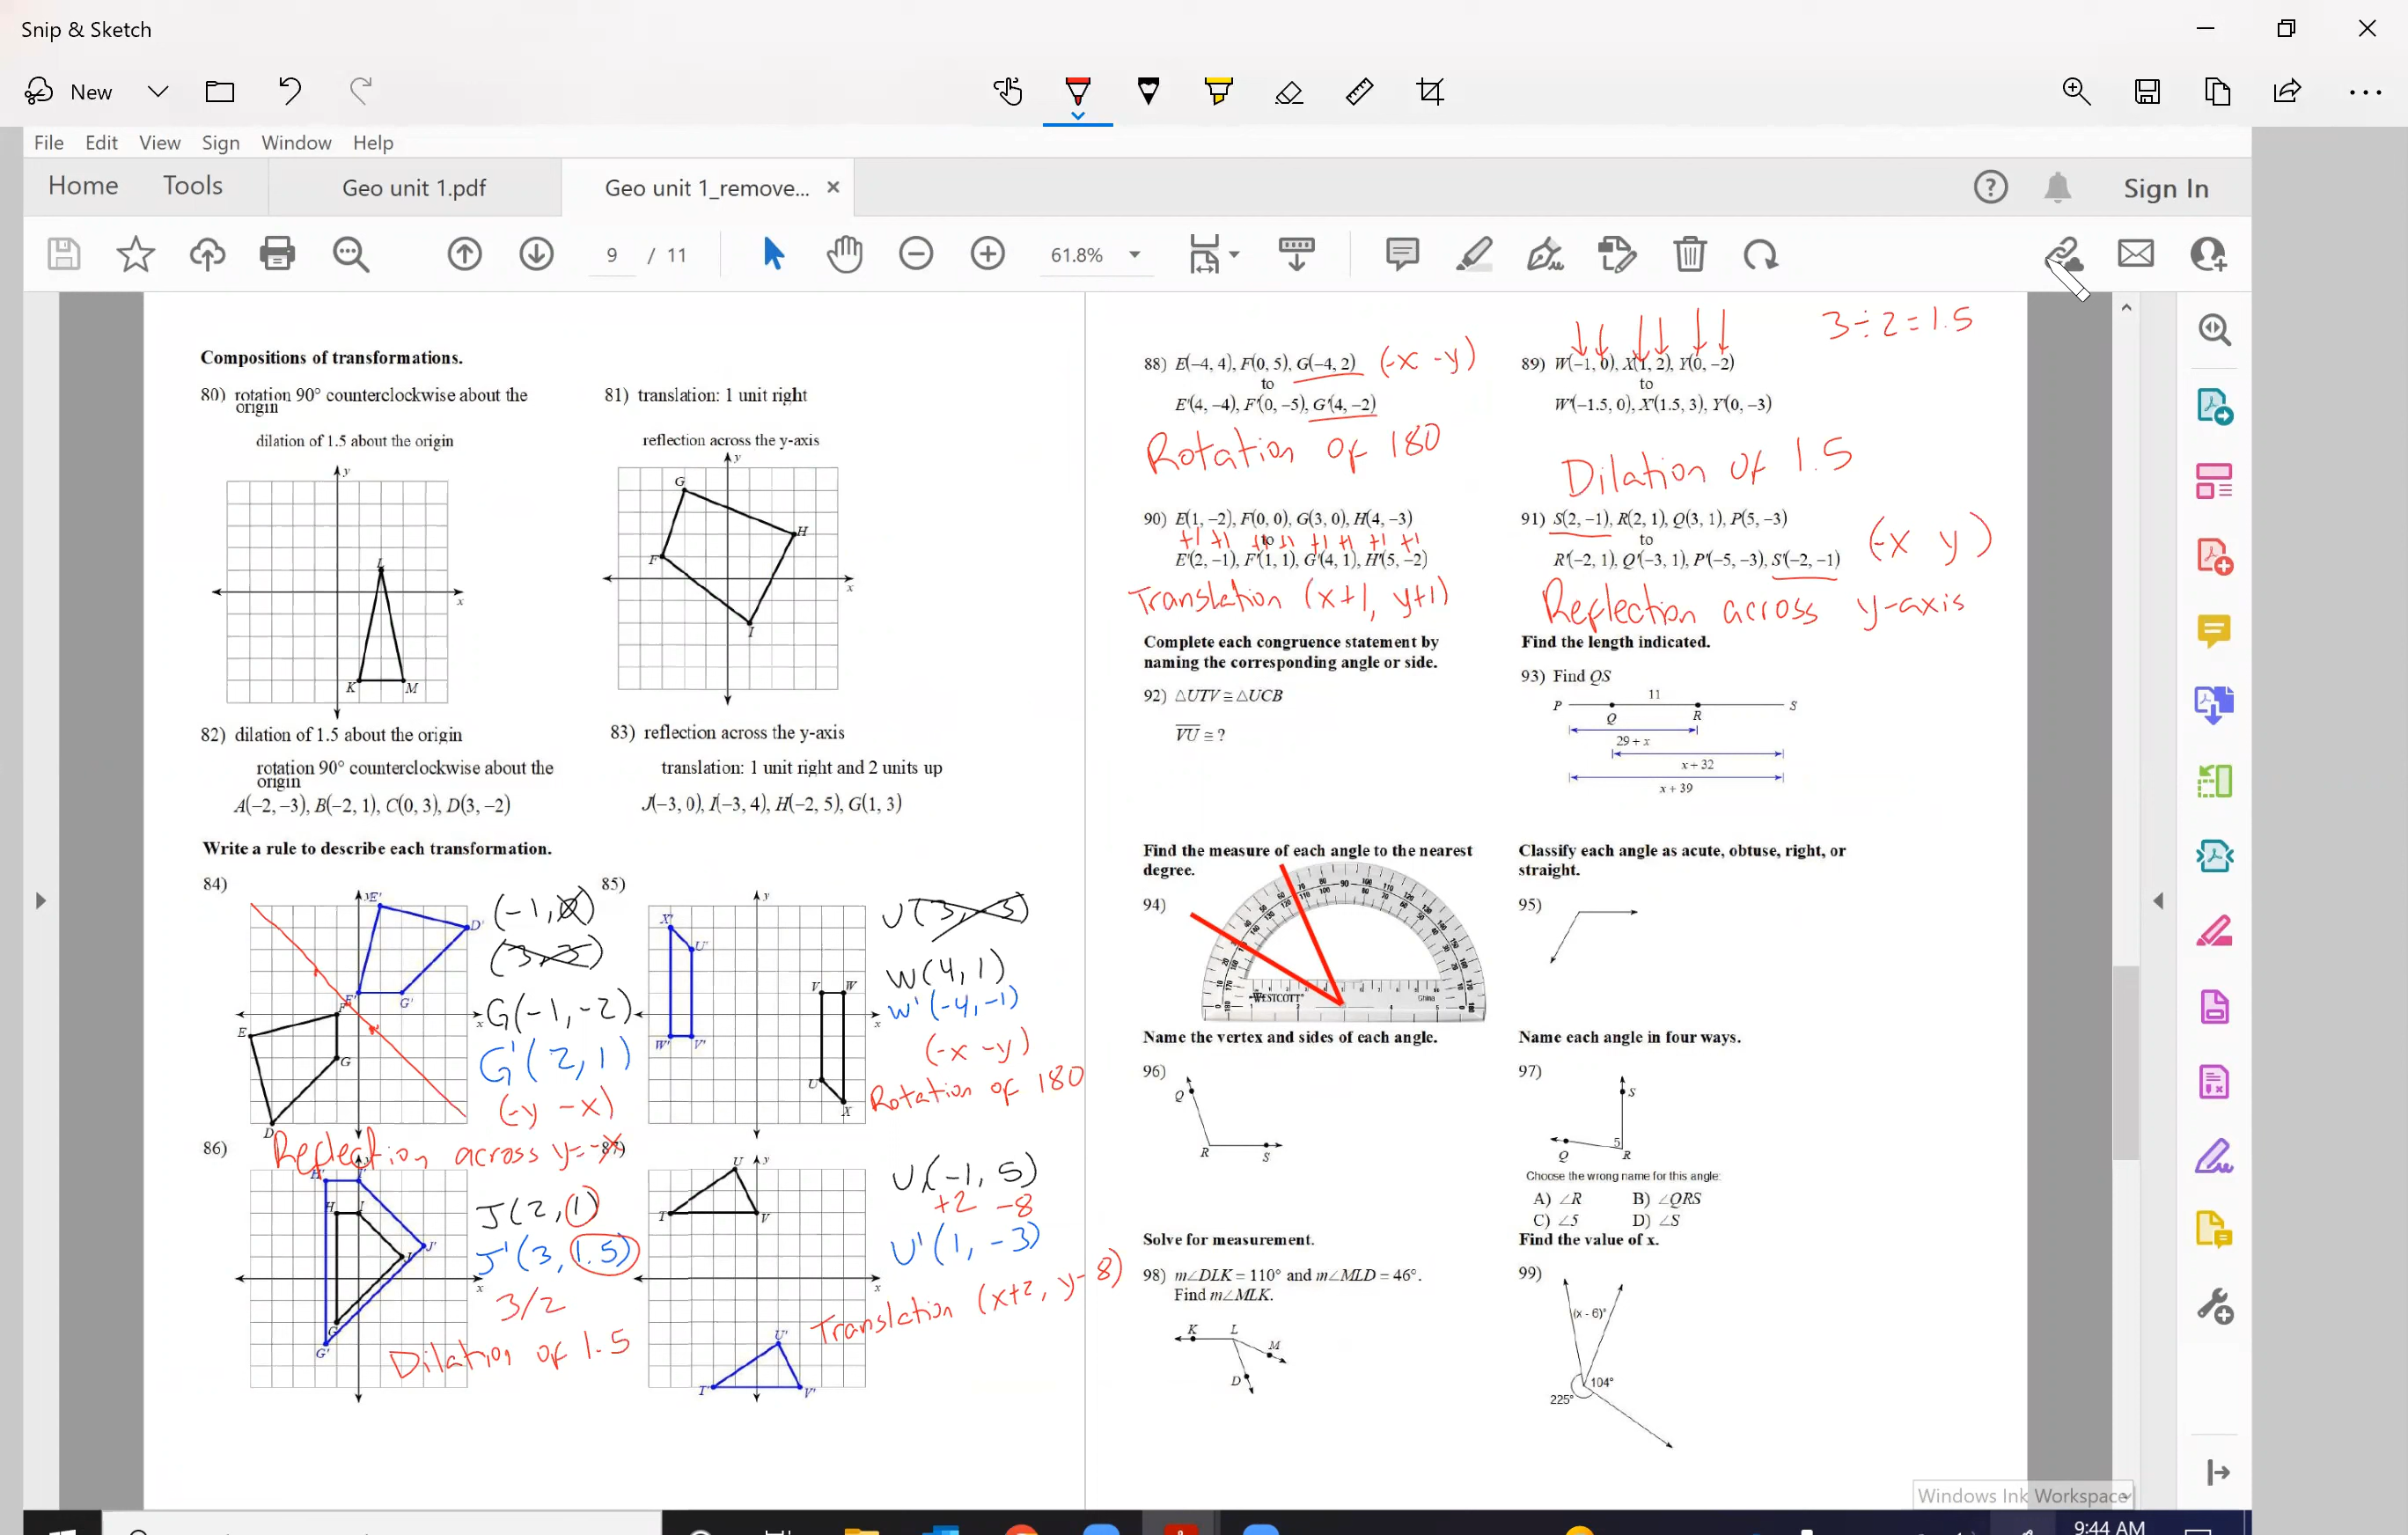 Snip & Sketch
New
File Edit View Sign Window Help
Home Tools Geo unit 1.pdf Geo unit 1_remove... × Sign In
9 / 11 61.8%
Compositions of transformations.
80) rotation 90° counterclockwise about the
origin
dilation of 1.5 about the origin
y
L
x
K M
81) translation: 1 unit right
reflection across the y-axis
y
G
H
F
x
I
82) dilation of 1.5 about the origin
rotation 90° counterclockwise about the
origin
A(−2, −3), B(−2, 1), C(0, 3), D(3, −2)
83) reflection across the y-axis
translation: 1 unit right and 2 units up
J(−3, 0), I(−3, 4), H(−2, 5), G(1, 3)
Write a rule to describe each transformation.
84)
y E'
D'
F' G'
F
x
E
G
D
(-1,
G(-1,-2)
G'(2,1)
(-y -x)
Reflection across y=-x
85)
y
X'
U'
V W
x
W' V'
U
X
U(3,
W(4,1)
W'(-4,-1)
(-x -y)
Rotation of 180
86)
H' I'
H I
J'
J
x
G
G'
J(2,1)
J'(3,1.5)
3/2
Dilation of 1.5
87)
U y
T V
x
U'
T' V'
U(-1,5)
+2 -8
U'(1,-3)
Translation (x+2, y-8)
88) E(−4, 4), F(0, 5), G(−4, 2) (-x -y)
to
E'(4, −4), F'(0, −5), G'(4, −2)
Rotation of 180
3÷2=1.5
89) W(−1, 0), X(1, 2), Y(0, −2)
to
W'(−1.5, 0), X'(1.5, 3), Y'(0, −3)
Dilation of 1.5
90) E(1, −2), F(0, 0), G(3, 0), H(4, −3)
to
+1 +1 +1 +1 +1 +1 +1 +1
E'(2, −1), F'(1, 1), G'(4, 1), H'(5, −2)
Translation (x+1, y+1)
91) S(2, −1), R(2, 1), Q(3, 1), P(5, −3)
to
R'(−2, 1), Q'(−3, 1), P'(−5, −3), S'(−2, −1)
(-x y)
Reflection across y-axis
Complete each congruence statement by
naming the corresponding angle or side.
92) △UTV ≅ △UCB
VU ≅ ?
Find the length indicated.
93) Find QS
11
P Q R S
29 + x
x + 32
x + 39
Find the measure of each angle to the nearest
degree.
94)
WESTCOTT
China
Classify each angle as acute, obtuse, right, or
straight.
95)
Name the vertex and sides of each angle.
96)
Q
R S
Name each angle in four ways.
97)
S
5
Q R
Choose the wrong name for this angle:
A) ∠R B) ∠QRS
C) ∠5 D) ∠S
Solve for measurement.
98) m∠DLK = 110° and m∠MLD = 46°.
Find m∠MLK.
K L
M
D
Find the value of x.
99)
(x - 6)°
104°
225°
Windows Ink Workspace
9:44 AM